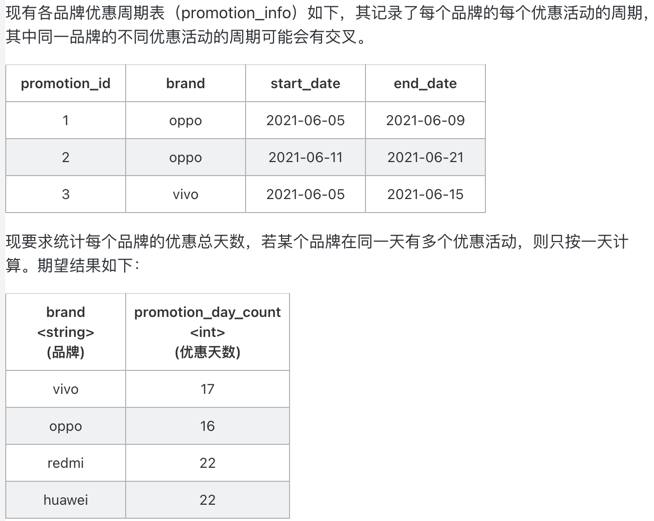 现有各品牌优惠周期表（promotion_info）如下，其记录了每个品牌的每个优惠活动的周期，
其中同一品牌的不同优惠活动的周期可能会有交叉。
promotion_id brand start_date end_date
1 oppo 2021-06-05 2021-06-09
2 oppo 2021-06-11 2021-06-21
3 vivo 2021-06-05 2021-06-15
现要求统计每个品牌的优惠总天数，若某个品牌在同一天有多个优惠活动，则只按一天计
算。期望结果如下：
brand promotion_day_count
<string> <int>
(品牌) (优惠天数)
vivo 17
oppo 16
redmi 22
huawei 22